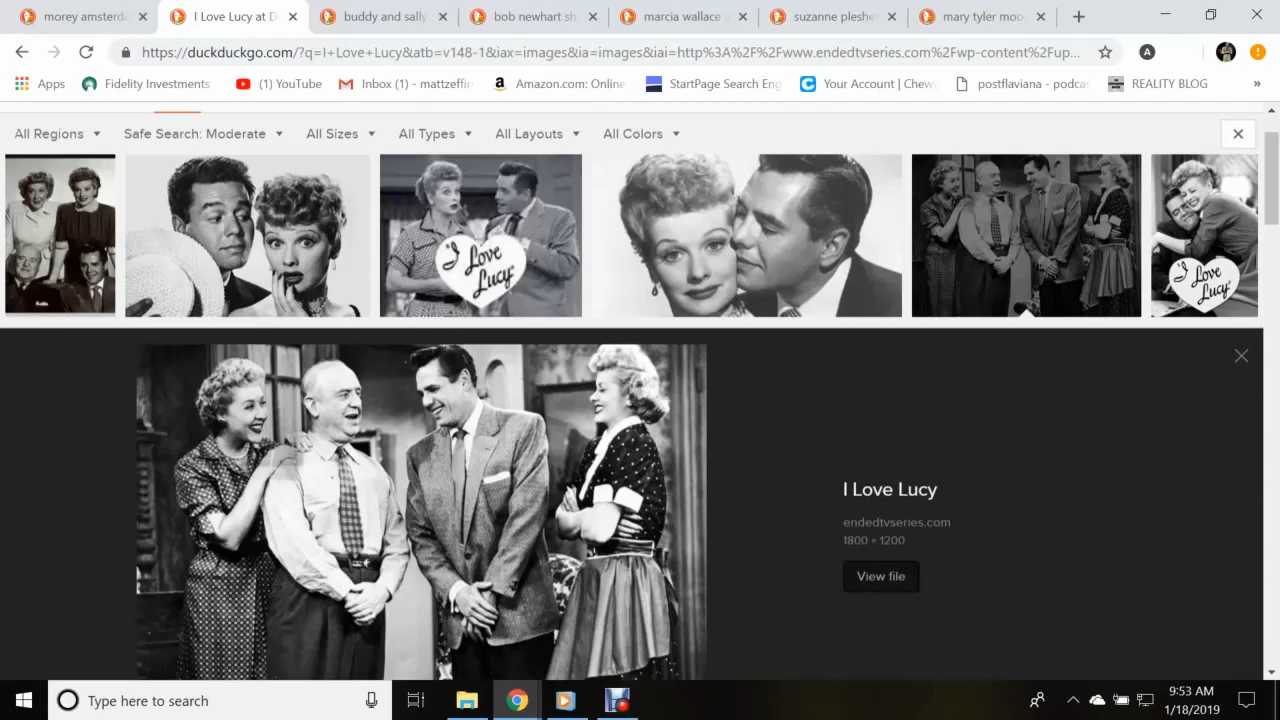 morey amsterda
I Love Lucy at D
buddy and sally
bob newhart sh
marcia wallace a
suzanne pleshet
mary tyler moo
https://duckduckgo.com/?q=I+Love+Lucy&atb=v148-1&iax=images&ia=images&iai=http%3A%2F%2Fwww.endedtvseries.com%2Fwp-content%2Fup...
A
Apps
Fidelity Investments
(1) YouTube
Inbox (1) - mattzeffir
Amazon.com: Online
StartPage Search Eng
Your Account | Chew
postflaviana - podca
REALITY BLOG
»
All Regions
Safe Search: Moderate
All Sizes
All Types
All Layouts
All Colors
I Love Lucy
I Love Lucy
I Love Lucy
endedtvseries.com
1800 × 1200
View file
Type here to search
9:53 AM
1/18/2019